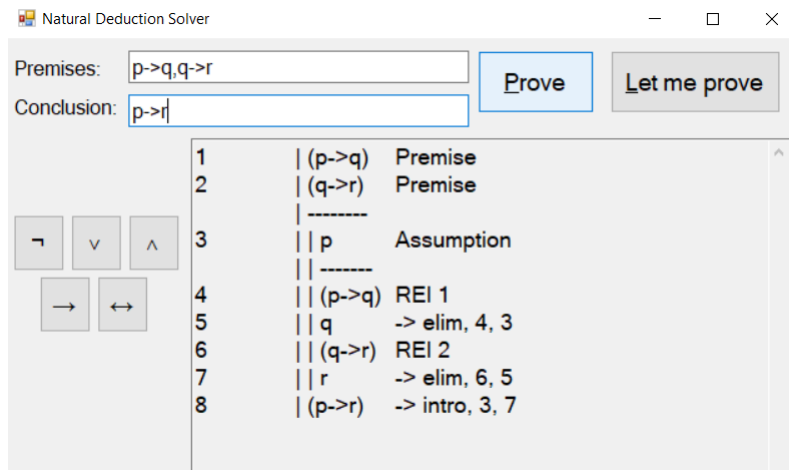 Natural Deduction Solver
Premises: p->q,q->r
Prove
Let me prove
Conclusion: p->r
1 | (p->q) Premise
2 | (q->r) Premise
| --------
3 | | p Assumption
| | -------
4 | | (p->q) REI 1
5 | | q -> elim, 4, 3
6 | | (q->r) REI 2
7 | | r -> elim, 6, 5
8 | (p->r) -> intro, 3, 7
¬ ∨ ∧
→ ↔